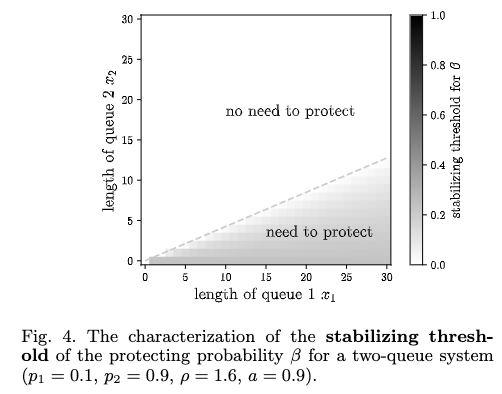 30
25
20
15
10
5
0
length of queue 2 x₂
no need to protect
need to protect
0 5 10 15 20 25 30
length of queue 1 x₁
1.0
0.8
0.6
0.4
0.2
0.0
stabilizing threshold for β
Fig. 4. The characterization of the stabilizing thresh-
old of the protecting probability β for a two-queue system
(p₁ = 0.1, p₂ = 0.9, ρ = 1.6, a = 0.9).